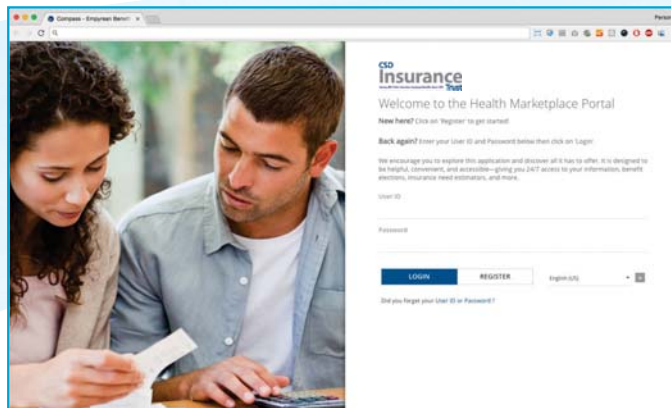 Compass - Empyrean Benefi
Person
CSD
Insurance
Trust
Welcome to the Health Marketplace Portal
New here? Click on 'Register' to get started!
Back again? Enter your User ID and Password below then click on 'Login'.
We encourage you to explore this application and discover all it has to offer. It is designed to
be helpful, convenient, and accessible—giving you 24/7 access to your information, benefit
elections, insurance need estimators, and more.
User ID
Password
LOGIN REGISTER English (US)
Did you forget your User ID or Password?